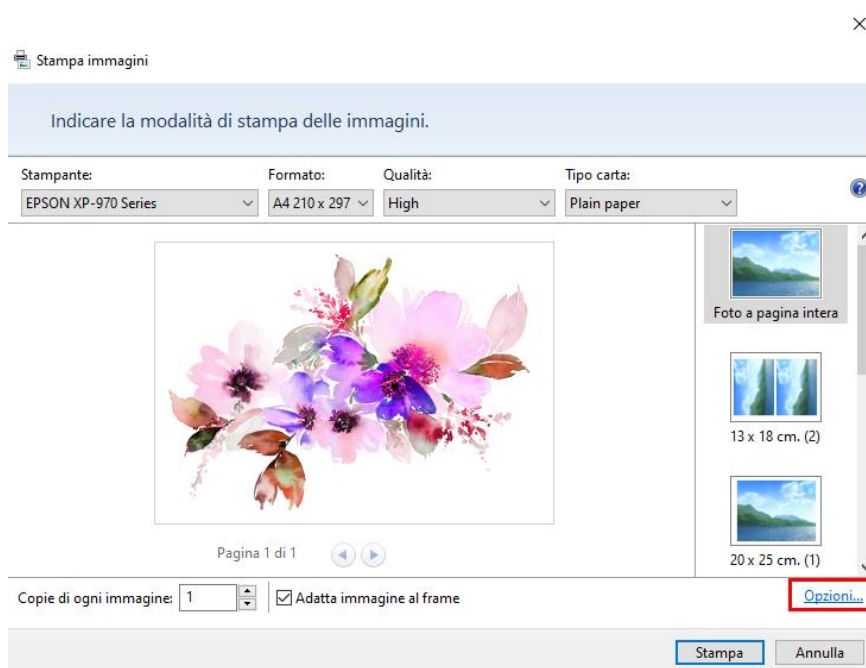 Stampa immagini
Indicare la modalità di stampa delle immagini.
Stampante: Formato: Qualità: Tipo carta:
EPSON XP-970 Series A4 210 x 297 High Plain paper
Foto a pagina intera
13 x 18 cm. (2)
20 x 25 cm. (1)
Pagina 1 di 1
Copie di ogni immagine: 1 Adatta immagine al frame Opzioni...
Stampa Annulla